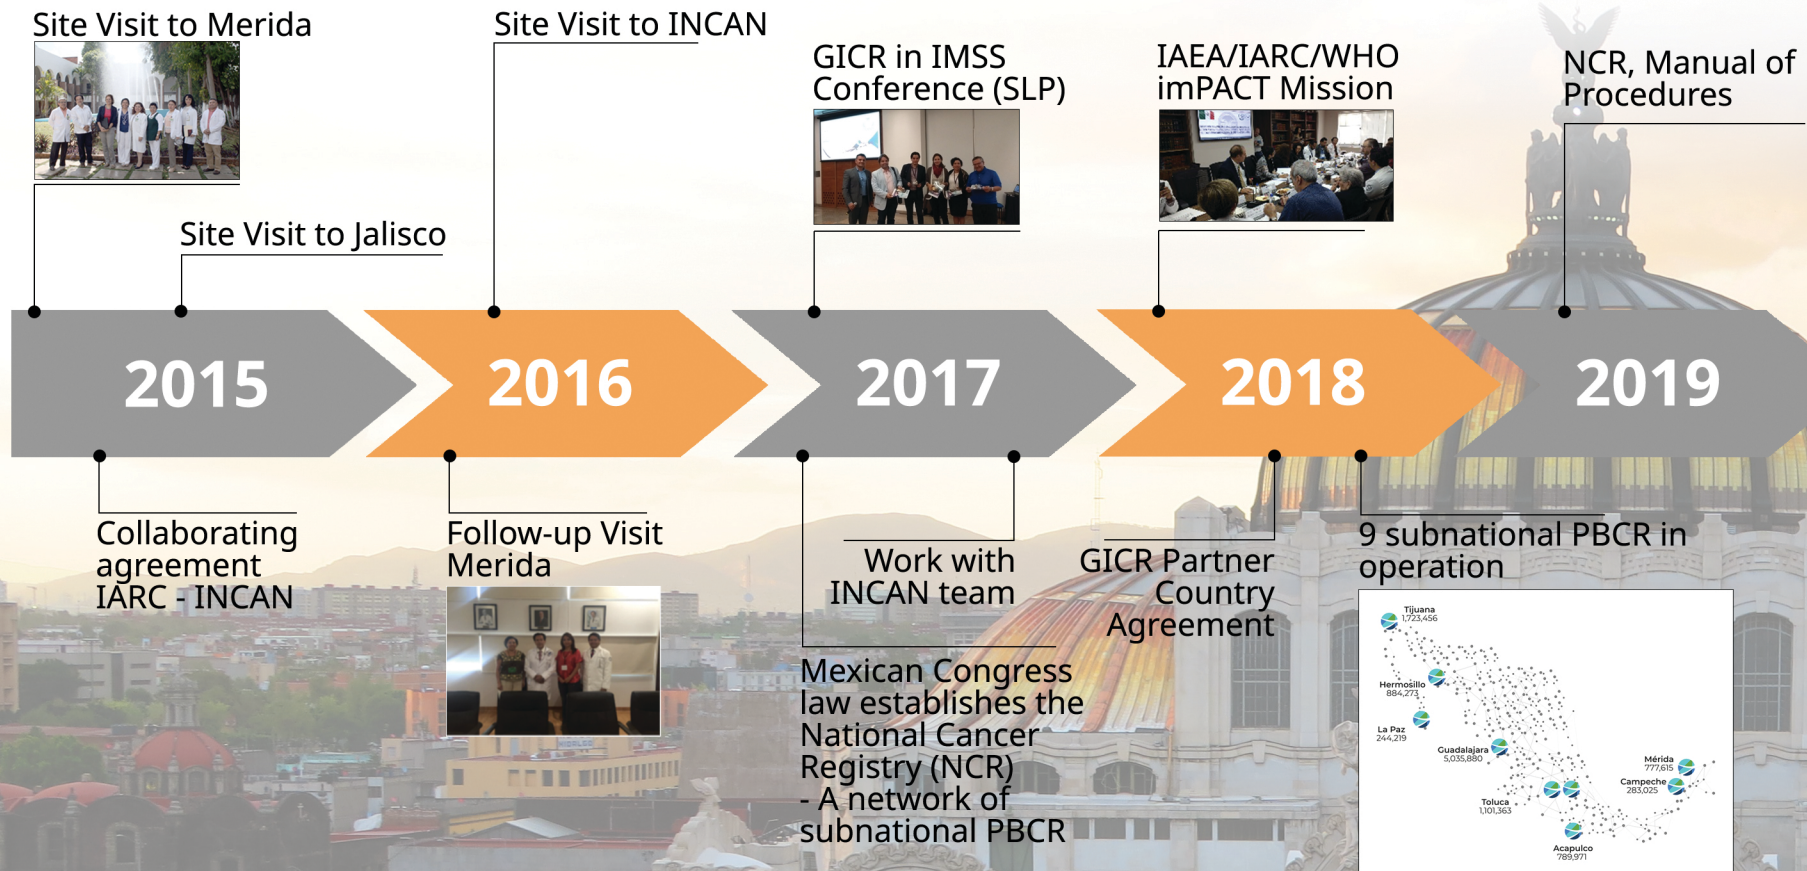 Site Visit to Merida
Site Visit to INCAN
GICR in IMSS
Conference (SLP)
IAEA/IARC/WHO
imPACT Mission
NCR, Manual of
Procedures
Site Visit to Jalisco
2015
2016
2017
2018
2019
Collaborating
agreement
IARC - INCAN
Follow-up Visit
Merida
Work with
INCAN team
Mexican Congress
law establishes the
National Cancer
Registry (NCR)
- A network of
subnational PBCR
GICR Partner
Country
Agreement
9 subnational PBCR in
operation
Tijuana
1,723,456
Hermosillo
884,273
La Paz
244,219
Guadalajara
5,035,880
Mérida
777,615
Campeche
283,025
Toluca
1,101,363
Acapulco
789,971
HIDALGO